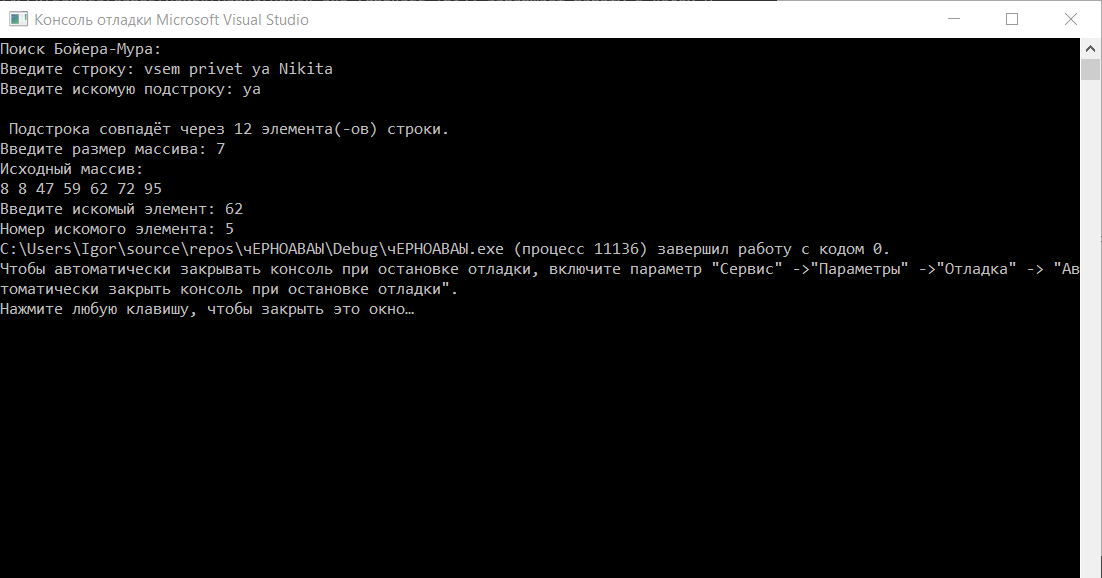 Консоль отладки Microsoft Visual Studio
Поиск Бойера-Мура:
Введите строку: vsem privet ya Nikita
Введите искомую подстроку: ya
Подстрока совпадёт через 12 элемента(-ов) строки.
Введите размер массива: 7
Исходный массив:
8 8 47 59 62 72 95
Введите искомый элемент: 62
Номер искомого элемента: 5
C:\Users\Igor\source\repos\чЕРНОАВАЫ\Debug\чЕРНОАВАЫ.exe (процесс 11136) завершил работу с кодом 0.
Чтобы автоматически закрывать консоль при остановке отладки, включите параметр "Сервис" ->"Параметры" ->"Отладка" -> "Ав
томатически закрыть консоль при остановке отладки".
Нажмите любую клавишу, чтобы закрыть это окно…